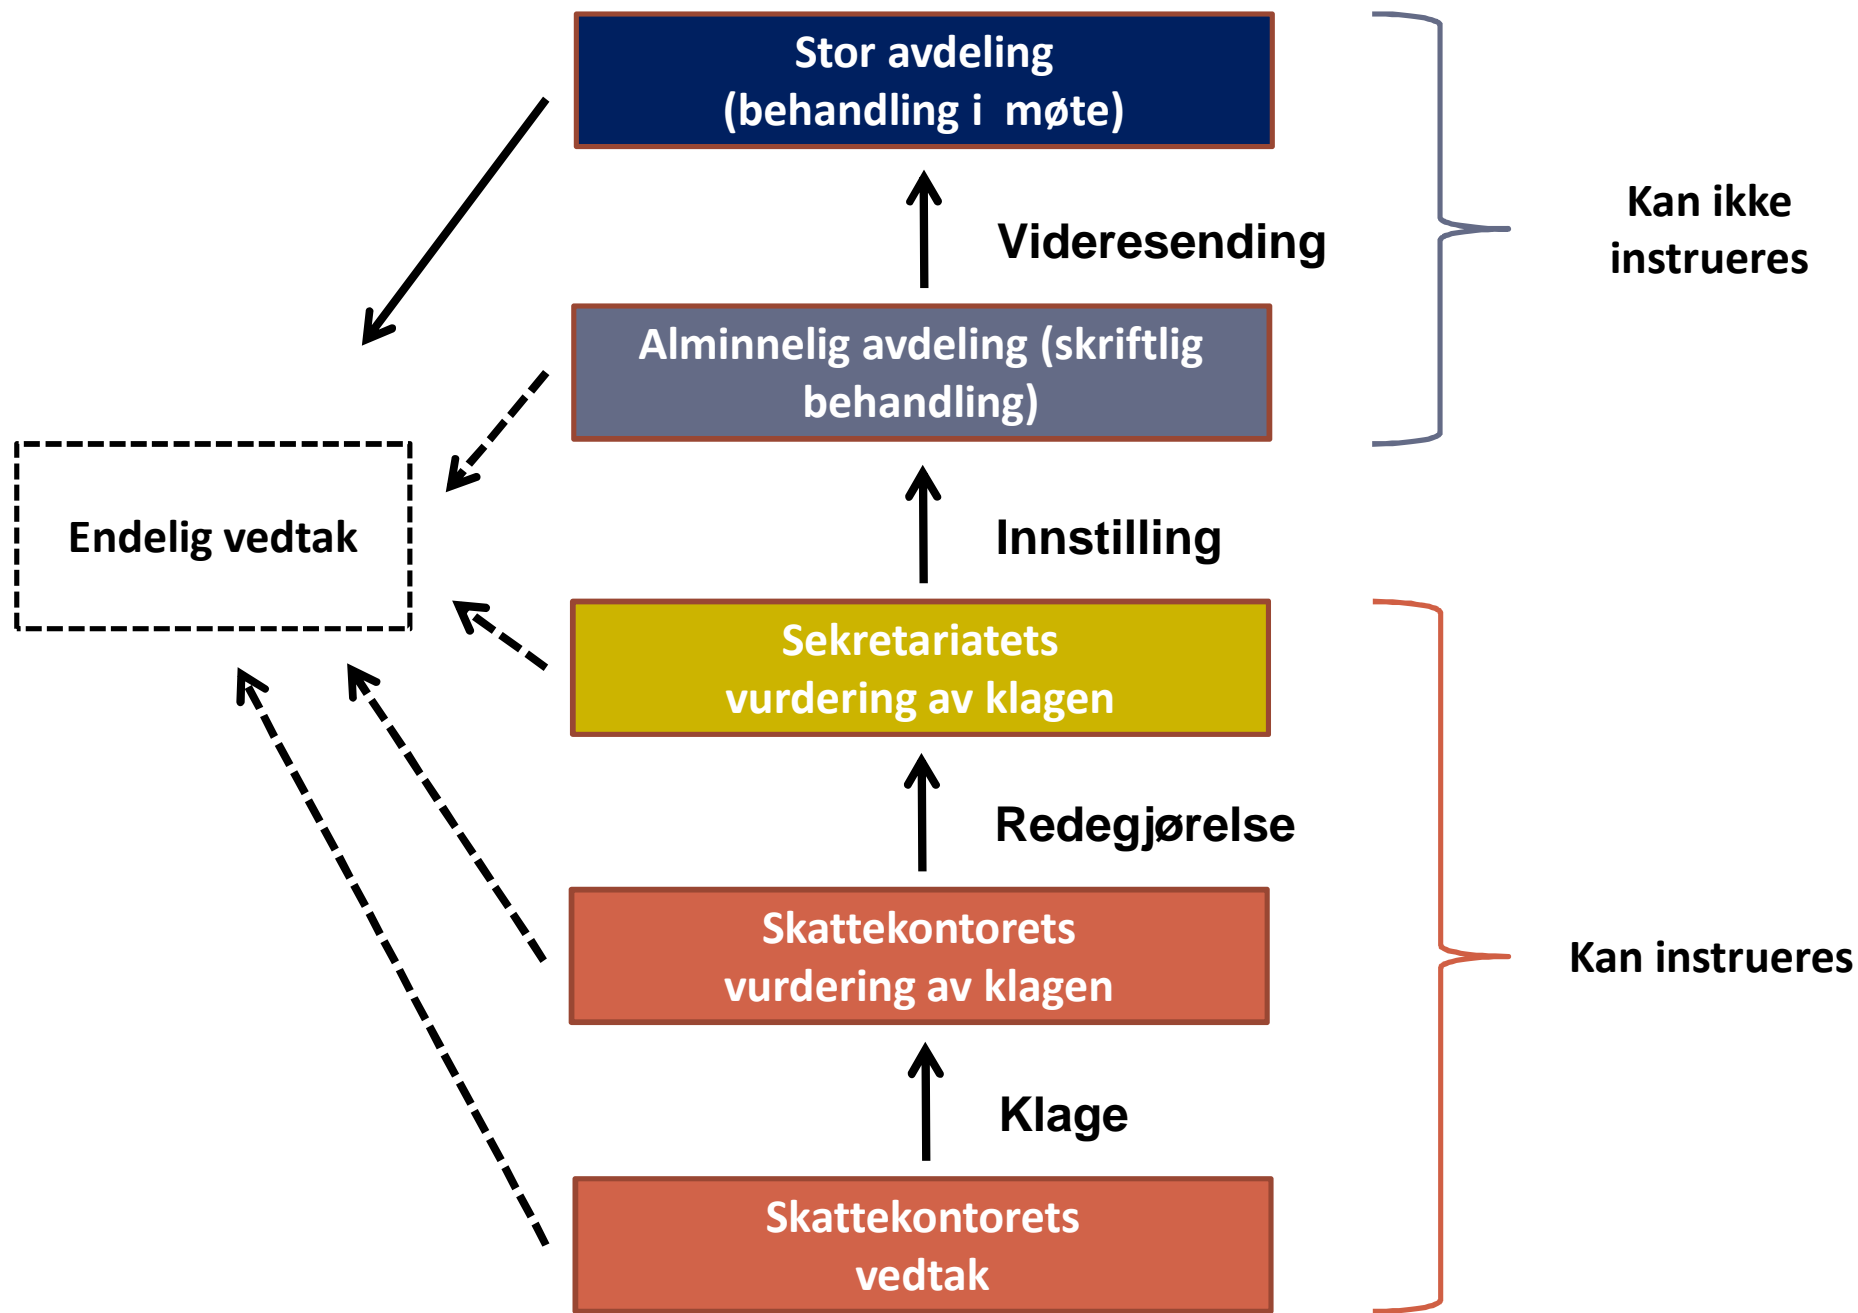 Stor avdeling
(behandling i møte)
Kan ikke
instrueres
Videresending
Alminnelig avdeling (skriftlig
behandling)
Endelig vedtak
Innstilling
Sekretariatets
vurdering av klagen
Redegjørelse
Skattekontorets
vurdering av klagen
Kan instrueres
Klage
Skattekontorets
vedtak